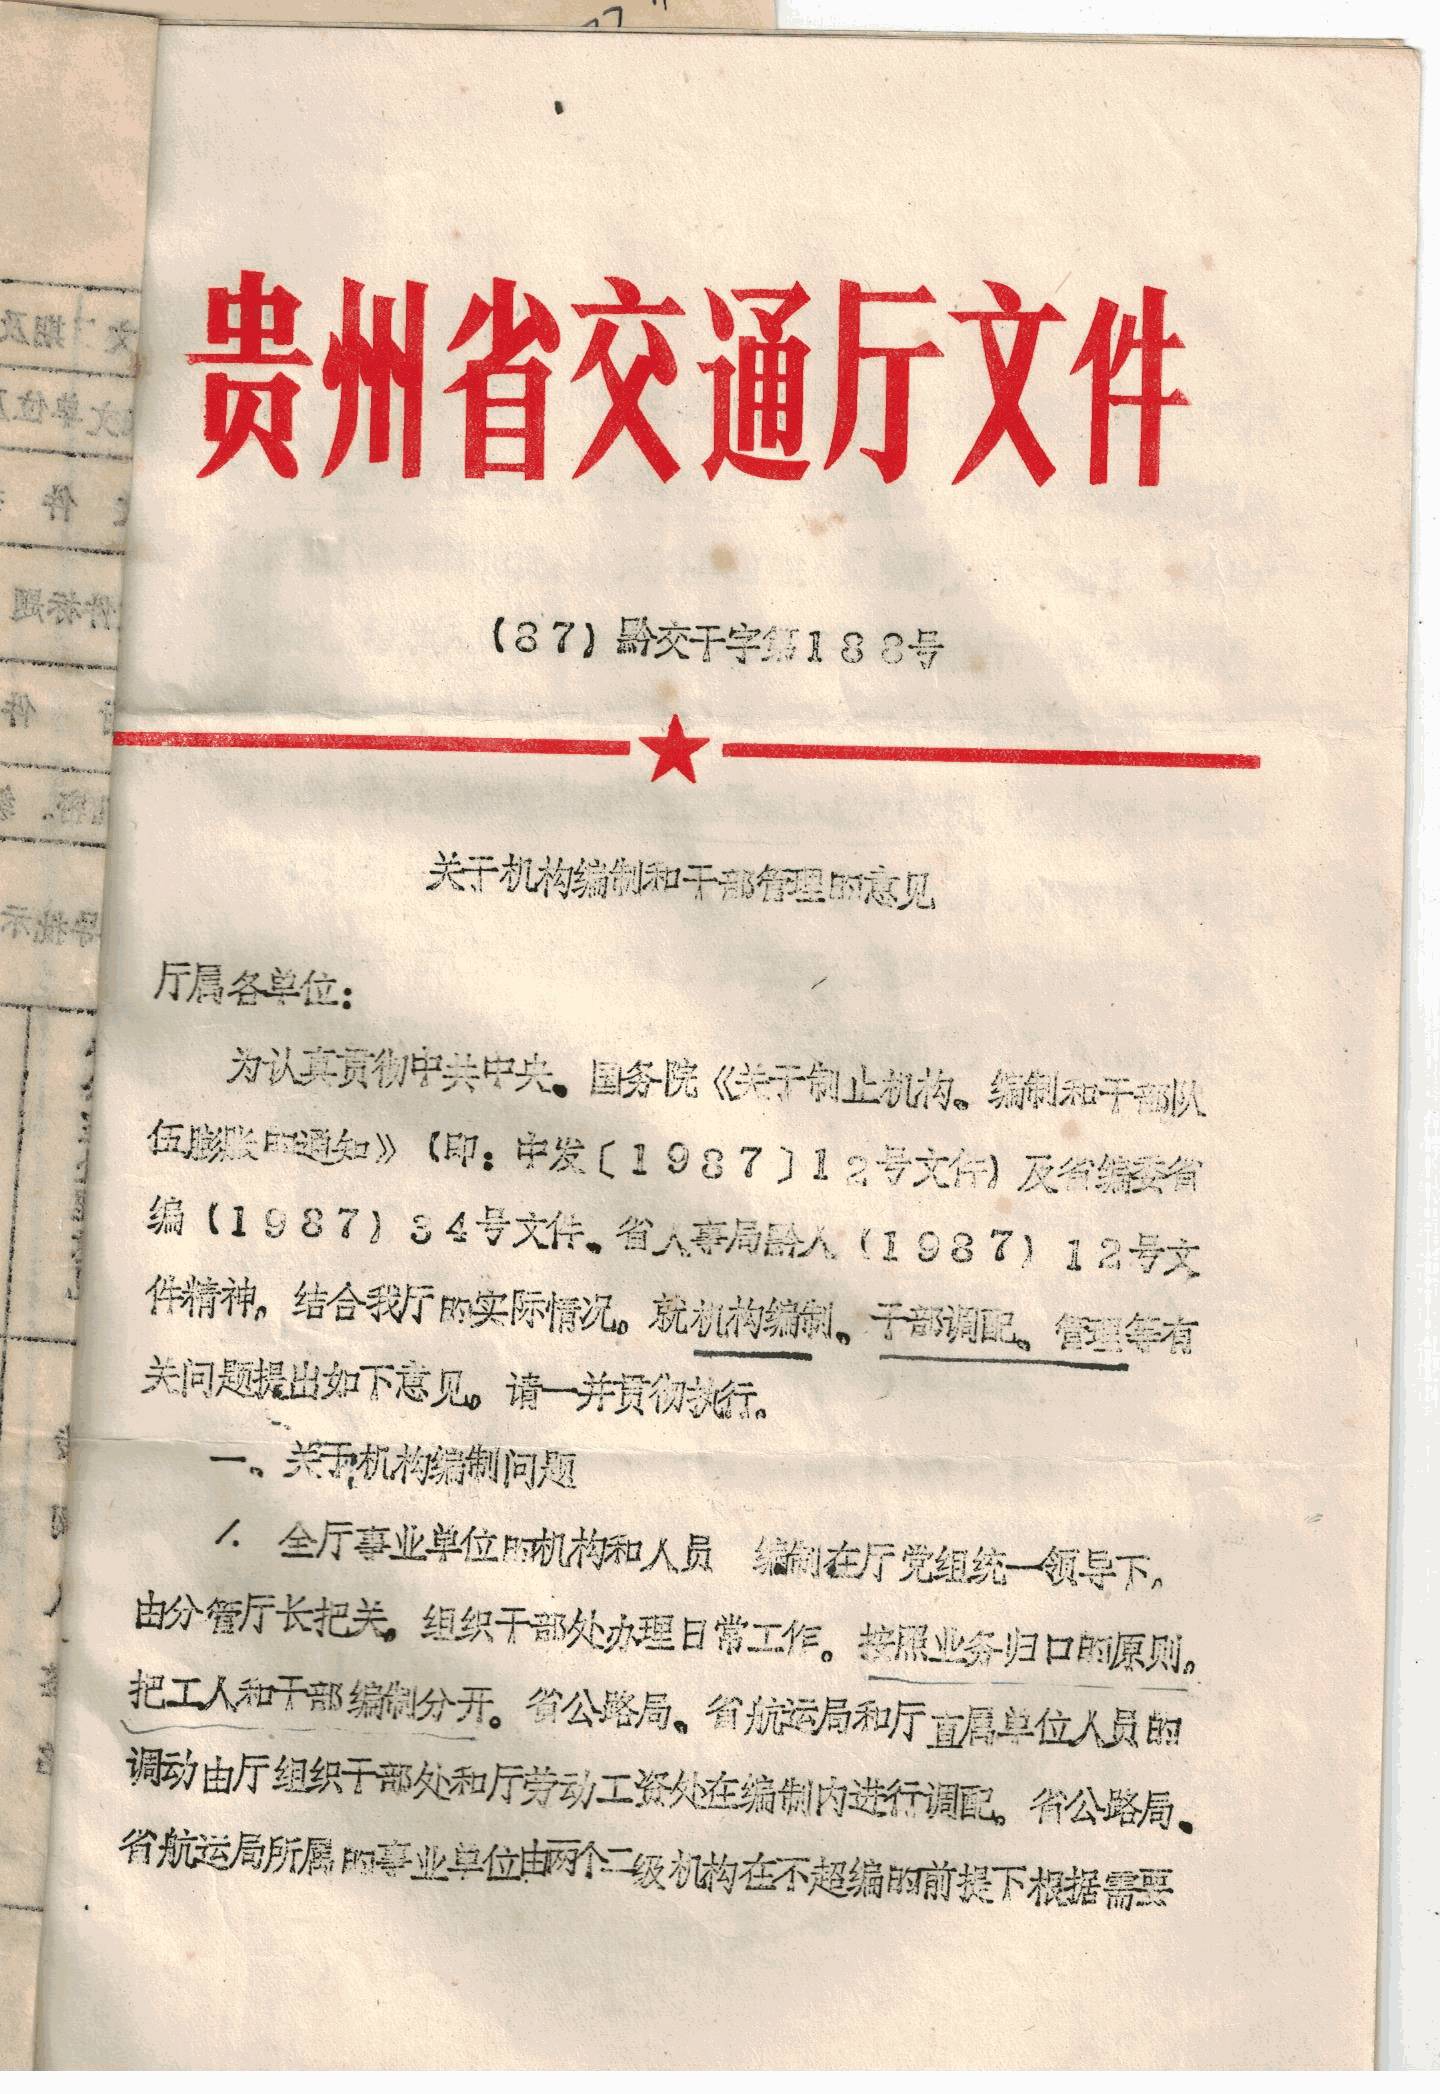 贵州省交通厅文件
(87)黔交干字第188号
关于机构编制和干部管理的意见
厅属各单位：
为认真贯彻中共中央、国务院《关于制止机构、编制和干部队
伍膨胀的通知》(即：中发〔1987〕12号文件)及省编委省
编(1987)34号文件、省人事局黔人(1987)12号文
件精神，结合我厅的实际情况。就机构编制、干部调配、管理等有
关问题提出如下意见。请一并贯彻执行。
一、关于机构编制问题
1. 全厅事业单位的机构和人员 编制在厅党组统一领导下，
由分管厅长把关，组织干部处办理日常工作。按照业务归口的原则，
把工人和干部编制分开。省公路局、省航运局和厅直属单位人员的
调动由厅组织干部处和厅劳动工资处在编制内进行调配。省公路局、
省航运局所属的事业单位由两个二级机构在不超编的前提下根据需要